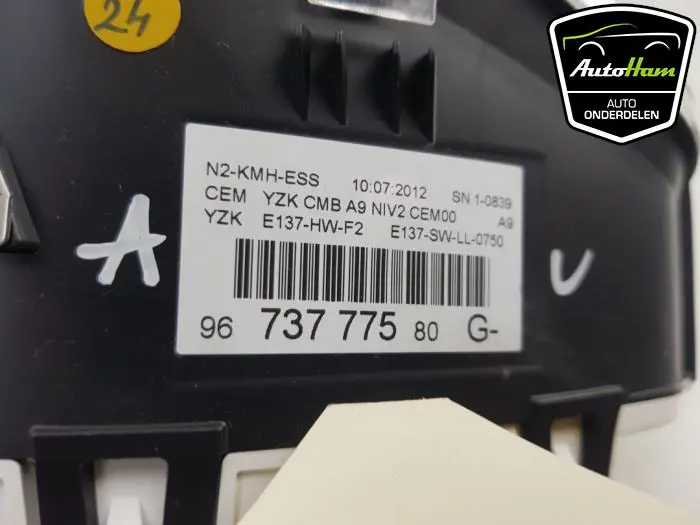 24
AutoHam
AUTO
ONDERDELEN
N2-KMH-ESS 10:07:2012 SN 1-0839
CEM YZK CMB A9 NIV2 CEM00 A9
YZK E137-HW-F2 E137-SW-LL-0750
96 737 775 80 G-
A U